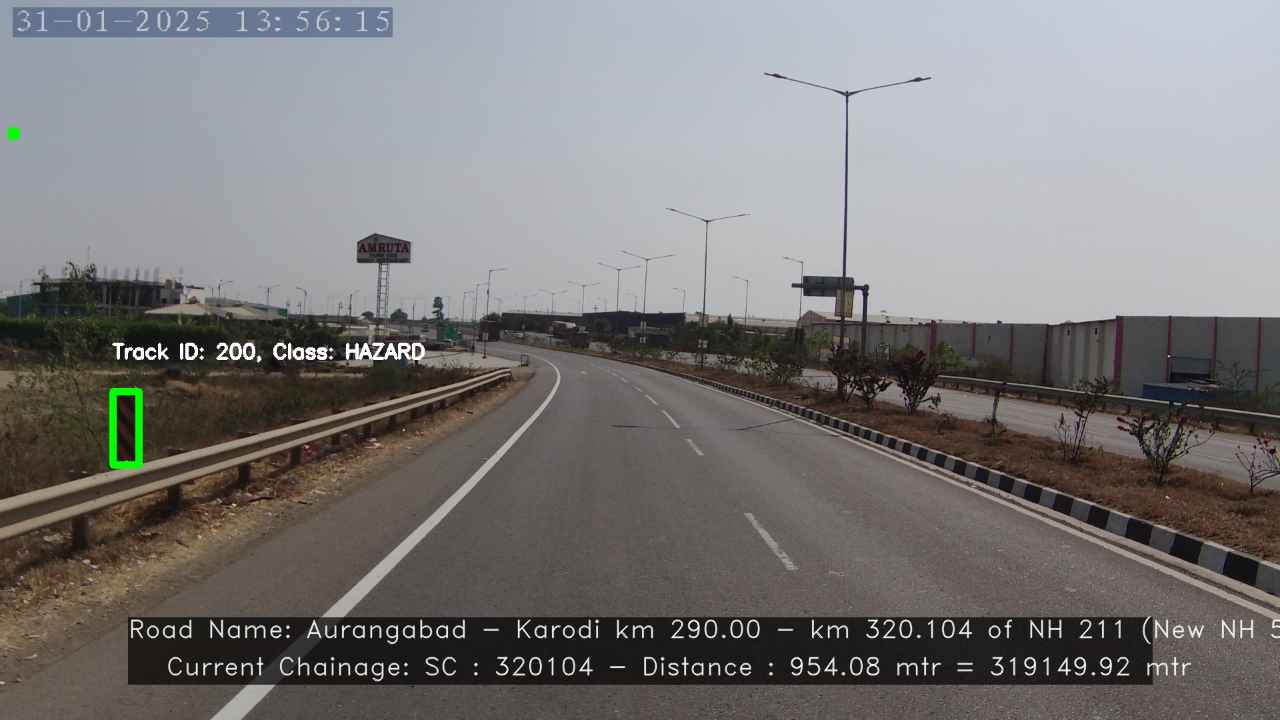 31-01-2025 13:56:15
AMRUTA
Track ID: 200, Class: HAZARD
Road Name: Aurangabad - Karodi km 290.00 - km 320.104 of NH 211 (New NH 5
Current Chainage: SC : 320104 - Distance : 954.08 mtr = 319149.92 mtr